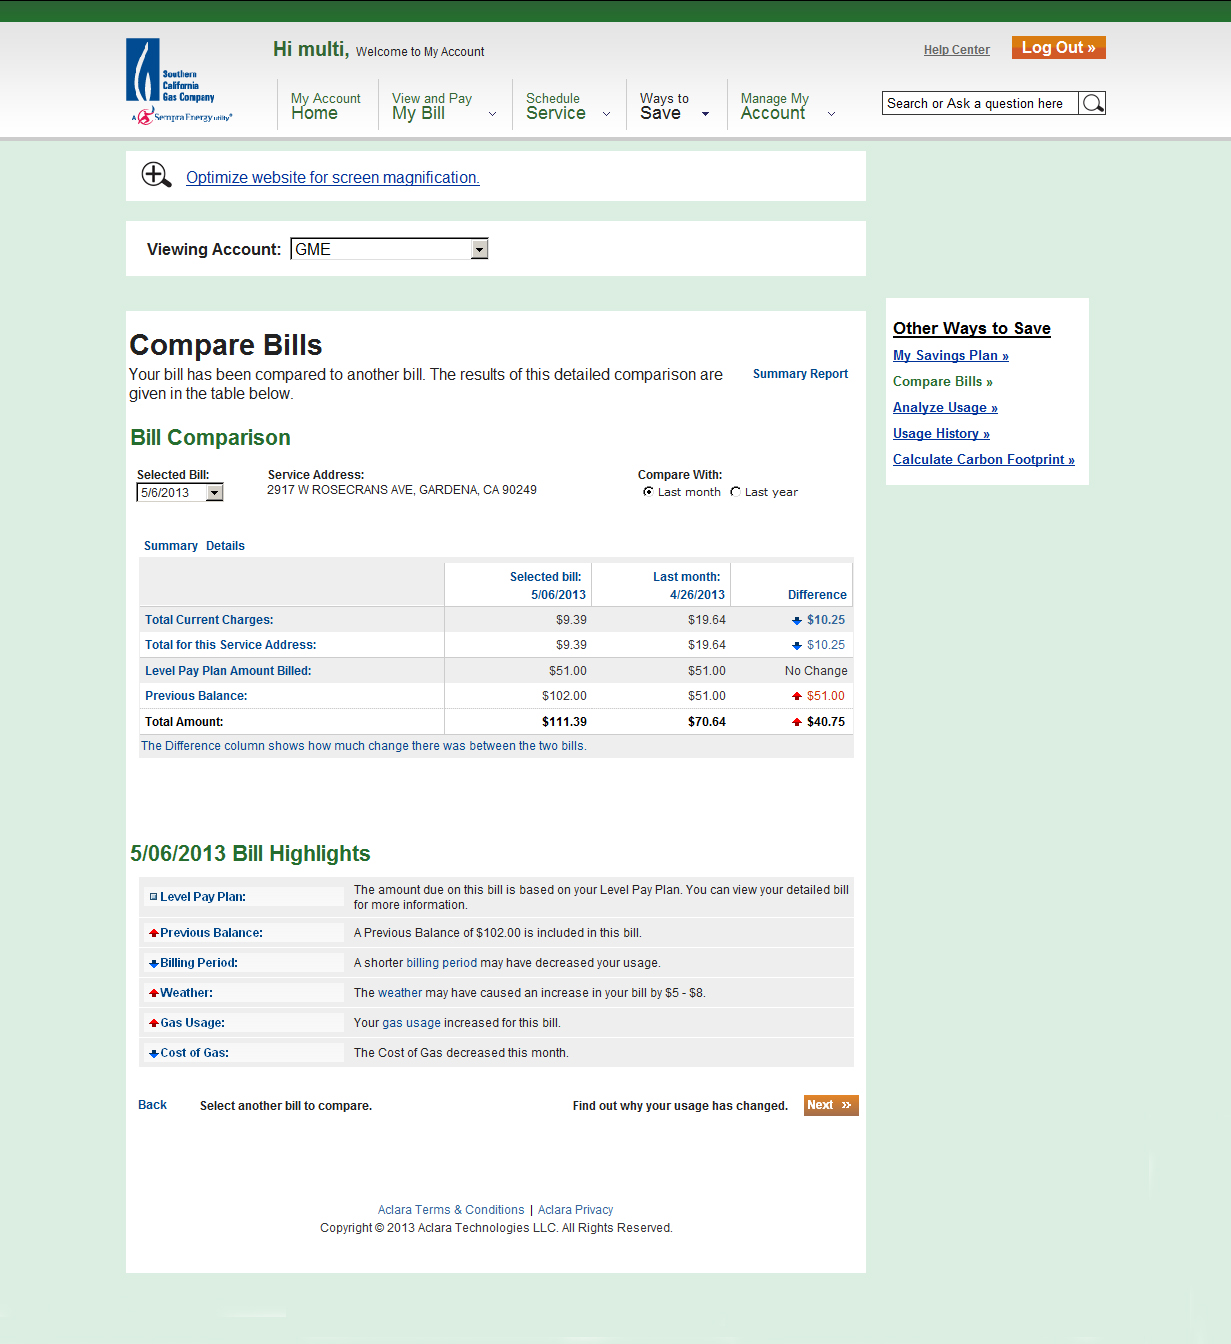 Southern
California
Gas Company
A Sempra Energy utility®
Hi multi, Welcome to My Account
Help Center
Log Out »
My Account
Home
View and Pay
My Bill
Schedule
Service
Ways to
Save
Manage My
Account
Search or Ask a question here
Optimize website for screen magnification.
Viewing Account: GME
Compare Bills
Your bill has been compared to another bill. The results of this detailed comparison are
given in the table below.
Summary Report
Other Ways to Save
My Savings Plan »
Compare Bills »
Analyze Usage »
Usage History »
Calculate Carbon Footprint »
Bill Comparison
Selected Bill:
5/6/2013
Service Address:
2917 W ROSECRANS AVE, GARDENA, CA 90249
Compare With:
Last month Last year
Summary Details
Selected bill:
5/06/2013
Last month:
4/26/2013
Difference
Total Current Charges: $9.39 $19.64 $10.25
Total for this Service Address: $9.39 $19.64 $10.25
Level Pay Plan Amount Billed: $51.00 $51.00 No Change
Previous Balance: $102.00 $51.00 $51.00
Total Amount: $111.39 $70.64 $40.75
The Difference column shows how much change there was between the two bills.
5/06/2013 Bill Highlights
Level Pay Plan: The amount due on this bill is based on your Level Pay Plan. You can view your detailed bill
for more information.
Previous Balance: A Previous Balance of $102.00 is included in this bill.
Billing Period: A shorter billing period may have decreased your usage.
Weather: The weather may have caused an increase in your bill by $5 - $8.
Gas Usage: Your gas usage increased for this bill.
Cost of Gas: The Cost of Gas decreased this month.
Back Select another bill to compare. Find out why your usage has changed. Next »
Aclara Terms & Conditions | Aclara Privacy
Copyright © 2013 Aclara Technologies LLC. All Rights Reserved.